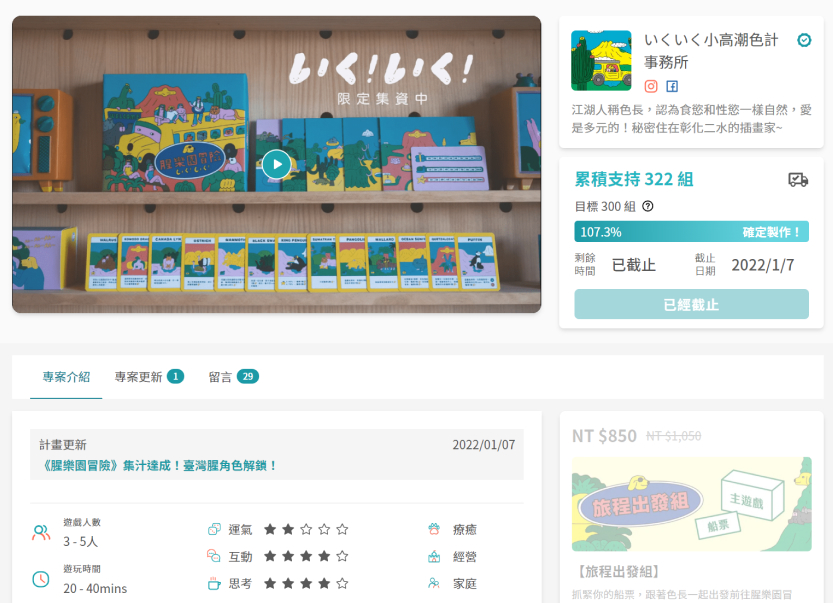 いくいく小高潮色計
事務所
江湖人稱色長，認為食慾和性慾一樣自然，愛
是多元的！秘密住在彰化二水的插畫家~
いく!いく!
限定集資中
腥樂園冒險
いくいく
累積支持 322 組
目標 300 組
107.3%
確定製作！
剩餘
時間
已截止
截止
日期
2022/1/7
已經截止
專案介紹
專案更新 1
留言 29
計畫更新
2022/01/07
《腥樂園冒險》集汁達成！臺灣腥角色解鎖！
遊戲人數
3 - 5人
遊玩時間
20 - 40mins
運氣
互動
思考
療癒
經營
家庭
NT $850 NT $1,050
旅程出發組
主遊戲
船票
【旅程出發組】
抓緊你的船票，跟著色長一起出發前往腥樂園冒